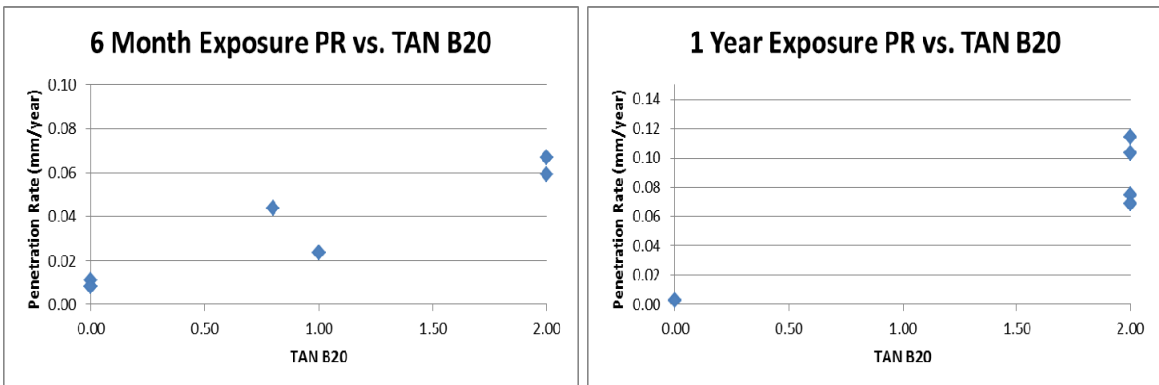 6 Month Exposure PR vs. TAN B20
Penetration Rate (mm/year)
0.10
0.08
0.06
0.04
0.02
0.00
0.00 0.50 1.00 1.50 2.00
TAN B20
1 Year Exposure PR vs. TAN B20
Penetration Rate (mm/year)
0.14
0.12
0.10
0.08
0.06
0.04
0.02
0.00
0.00 0.50 1.00 1.50 2.00
TAN B20